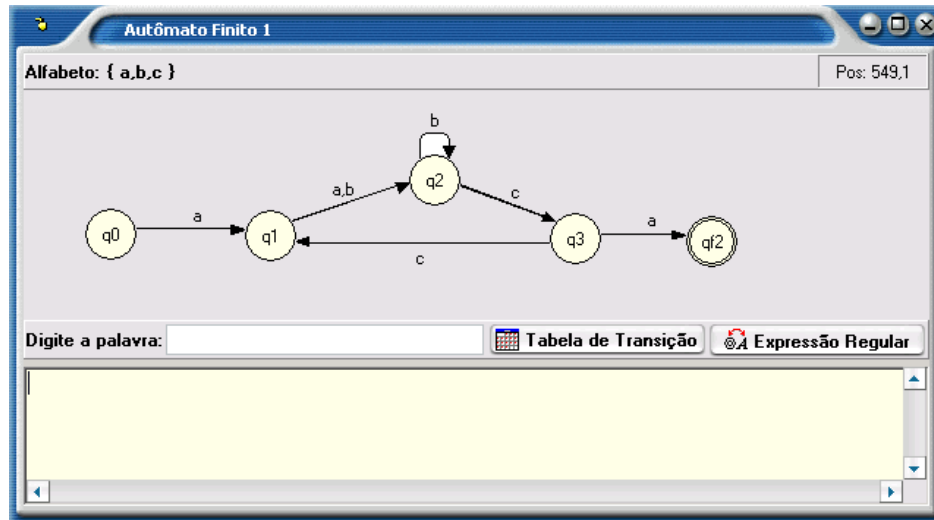 Autômato Finito 1
Alfabeto: { a,b,c }
Pos: 549,1
b
a,b
q2
c
a
a
q0
q1
q3
qf2
c
Digite a palavra:
Tabela de Transição
Expressão Regular